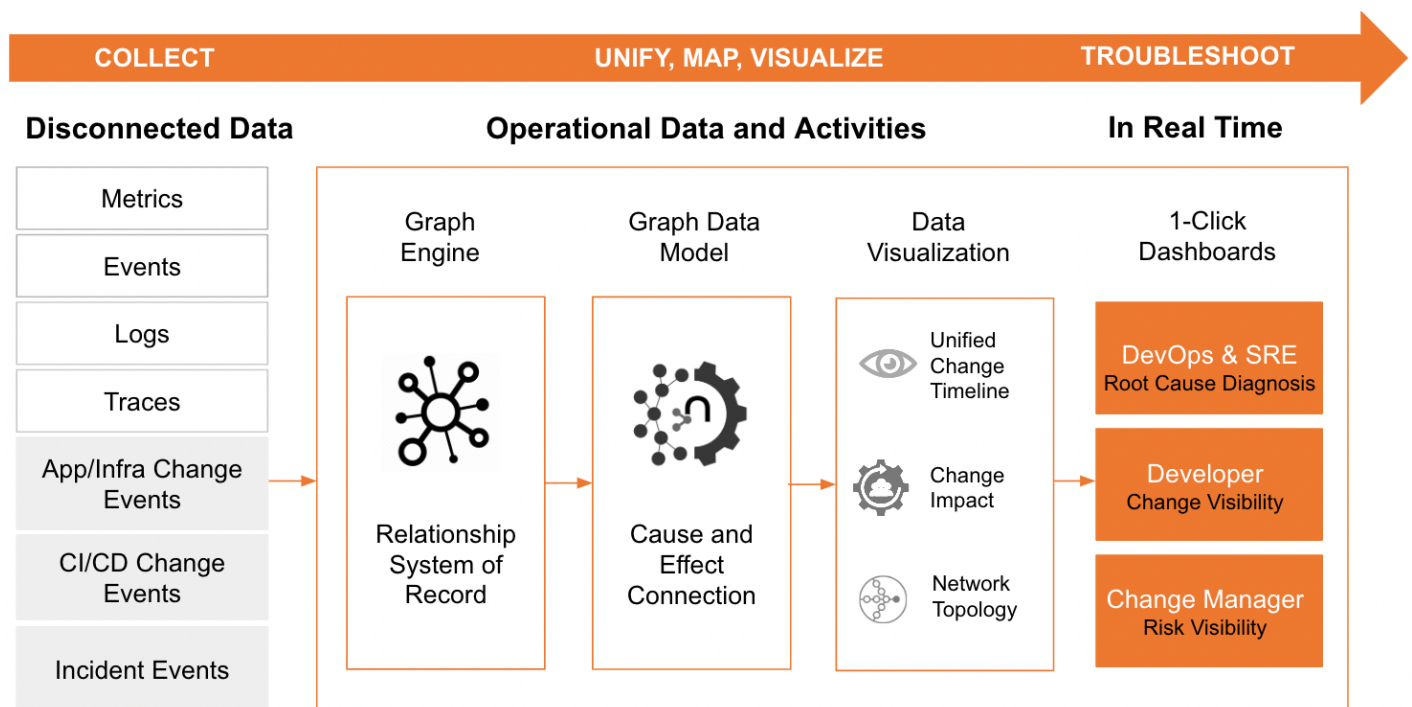 COLLECT
UNIFY, MAP, VISUALIZE
TROUBLESHOOT
Disconnected Data
Operational Data and Activities
In Real Time
Metrics
Events
Logs
Traces
App/Infra Change
Events
CI/CD Change
Events
Incident Events
Graph
Engine
Relationship
System of
Record
Graph Data
Model
Cause and
Effect
Connection
Data
Visualization
Unified
Change
Timeline
Change
Impact
Network
Topology
1-Click
Dashboards
DevOps & SRE
Root Cause Diagnosis
Developer
Change Visibility
Change Manager
Risk Visibility